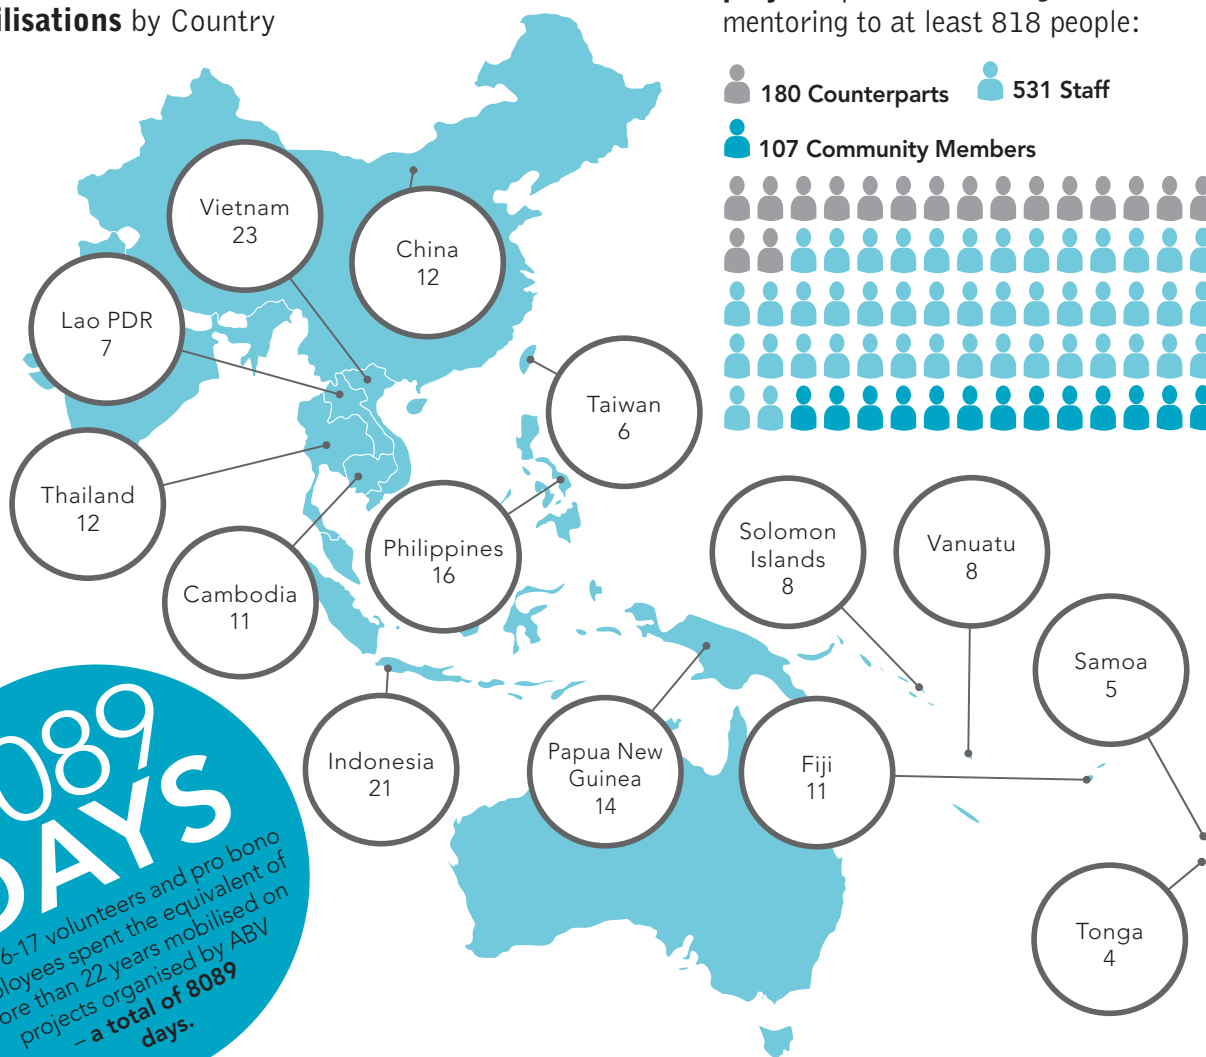 ilisations by Country
mentoring to at least 818 people:
180 Counterparts
531 Staff
107 Community Members
Vietnam
23
China
12
Lao PDR
7
Taiwan
6
Thailand
12
Philippines
16
Cambodia
11
Solomon
Islands
8
Vanuatu
8
Samoa
5
Indonesia
21
Papua New
Guinea
14
Fiji
11
Tonga
4
089
DAYS
6-17 volunteers and pro bono
ployees spent the equivalent of
ore than 22 years mobilised on
projects organised by ABV
– a total of 8089
days.